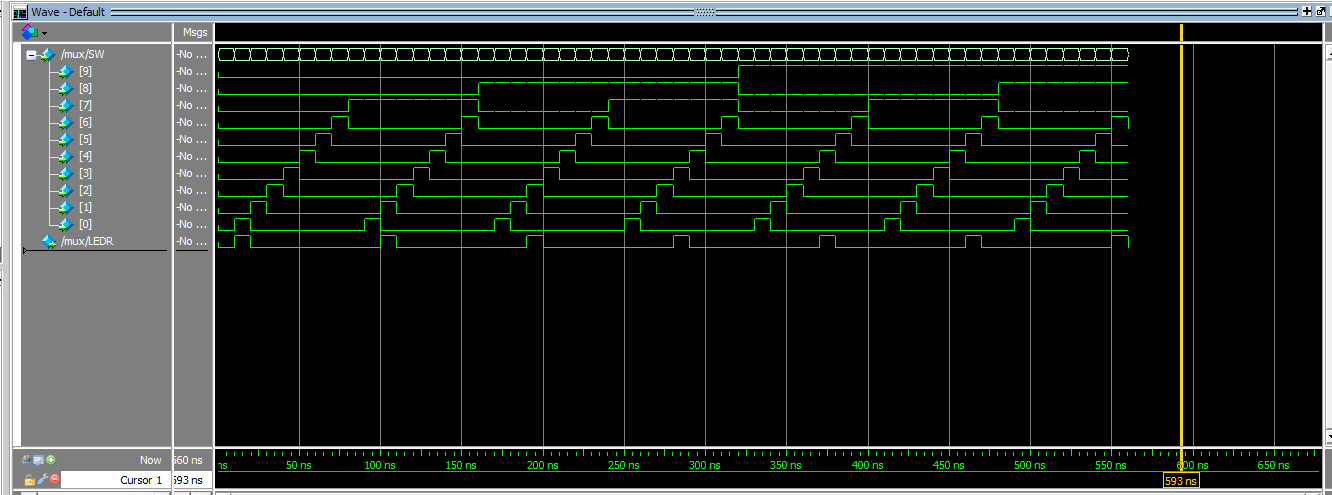 Wave - Default
Msgs
/mux/SW -No ...
[9] -No ...
[8] -No ...
[7] -No ...
[6] -No ...
[5] -No ...
[4] -No ...
[3] -No ...
[2] -No ...
[1] -No ...
[0] -No ...
/mux/LEDR -No ...
Now 560 ns ns 50 ns 100 ns 150 ns 200 ns 250 ns 300 ns 350 ns 400 ns 450 ns 500 ns 550 ns 600 ns 650 ns
Cursor 1 593 ns 593 ns